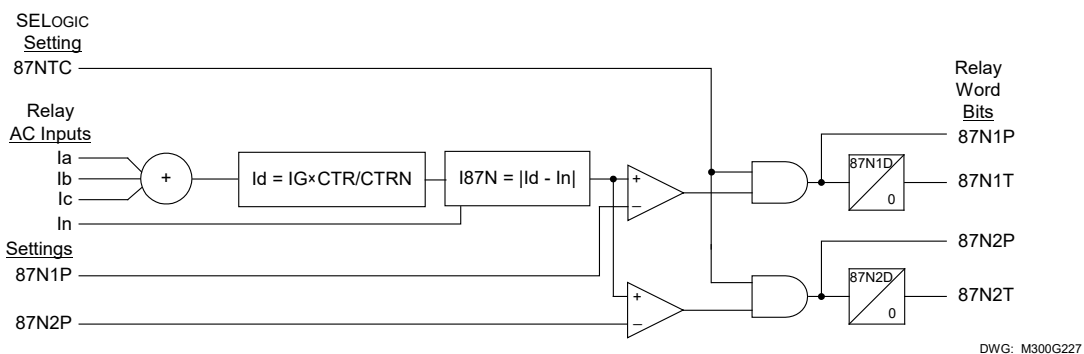 SELOGIC
Setting
87NTC
Relay
AC Inputs
Ia
Ib
Ic
In
Settings
87N1P
87N2P
+
Id = IG×CTR/CTRN
I87N = |Id - In|
+
–
+
–
87N1D
0
87N2D
0
Relay
Word
Bits
87N1P
87N1T
87N2P
87N2T
DWG: M300G227